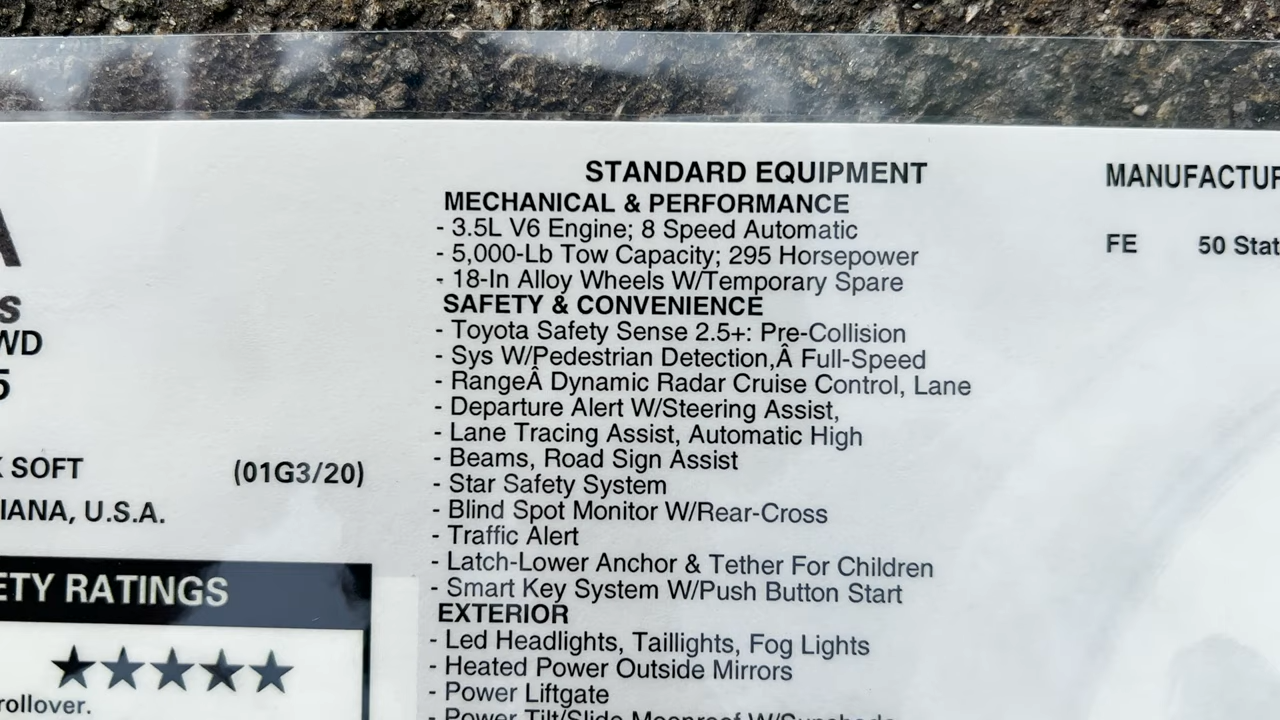 STANDARD EQUIPMENT
MECHANICAL & PERFORMANCE
- 3.5L V6 Engine; 8 Speed Automatic
- 5,000-Lb Tow Capacity; 295 Horsepower
- 18-In Alloy Wheels W/Temporary Spare
SAFETY & CONVENIENCE
- Toyota Safety Sense 2.5+: Pre-Collision
- Sys W/Pedestrian Detection,Â Full-Speed
- RangeÂ Dynamic Radar Cruise Control, Lane
- Departure Alert W/Steering Assist,
- Lane Tracing Assist, Automatic High
- Beams, Road Sign Assist
- Star Safety System
- Blind Spot Monitor W/Rear-Cross
- Traffic Alert
- Latch-Lower Anchor & Tether For Children
- Smart Key System W/Push Button Start
EXTERIOR
- Led Headlights, Taillights, Fog Lights
- Heated Power Outside Mirrors
- Power Liftgate
- Power Tilt/Slide Moonroof W/Sunshade
MANUFACTUR
FE 50 Stat
A
s
WD
5
K SOFT (01G3/20)
IANA, U.S.A.
ETY RATINGS
★★★★★
rollover.